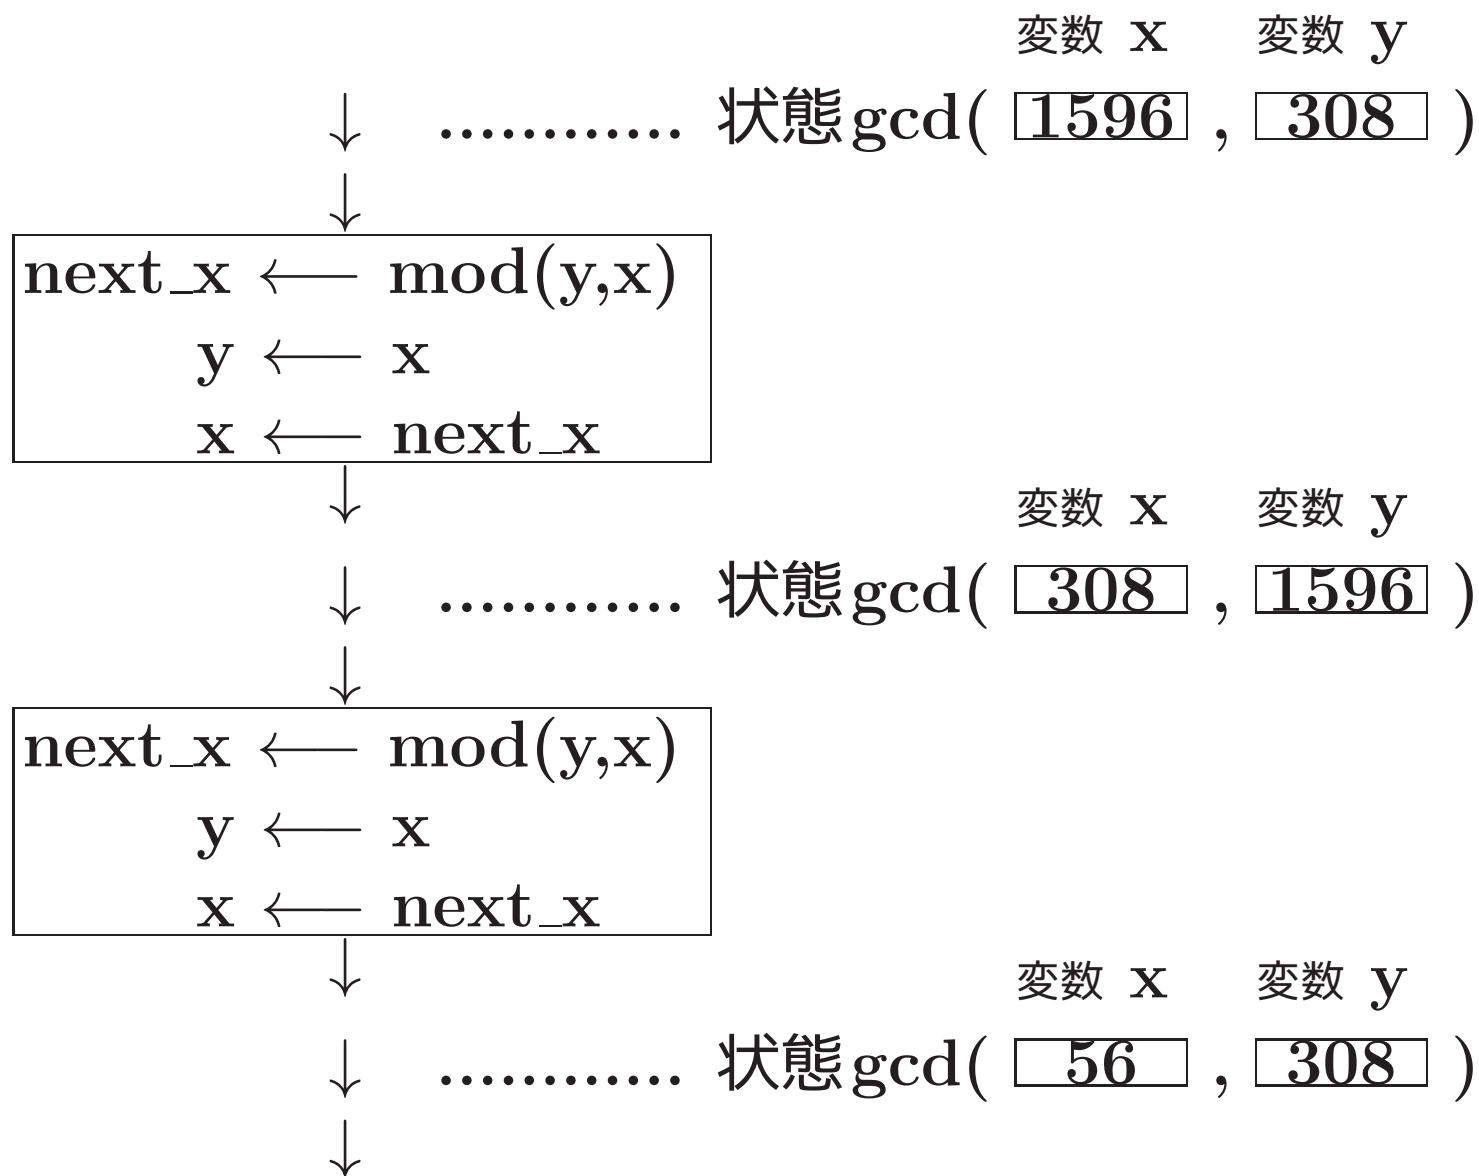 変数 x 変数 y
↓ ............ 状態gcd( 1596 , 308 )
↓
next_x ⟵ mod(y,x)
y ⟵ x
x ⟵ next_x
↓
変数 x 変数 y
↓ ............ 状態gcd( 308 , 1596 )
↓
next_x ⟵ mod(y,x)
y ⟵ x
x ⟵ next_x
↓
変数 x 変数 y
↓ ............ 状態gcd( 56 , 308 )
↓